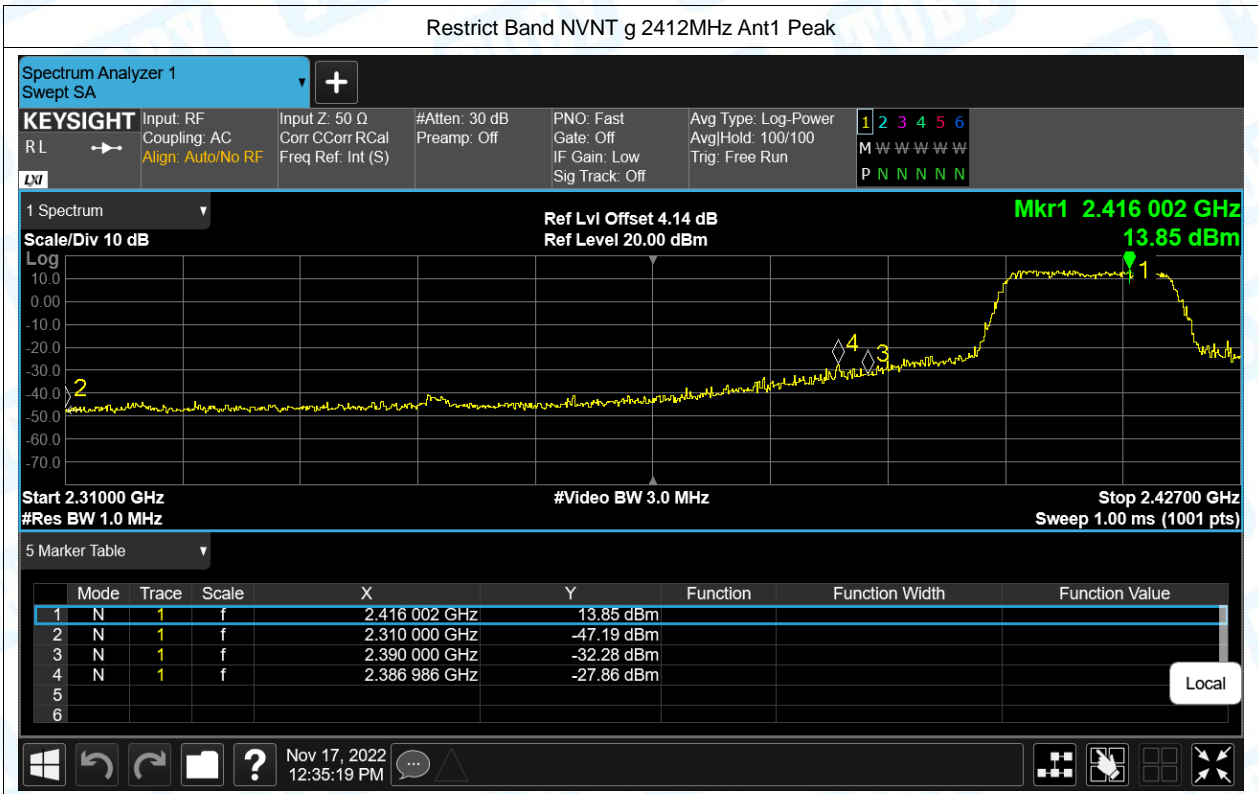 Restrict Band NVNT g 2412MHz Ant1 Peak
Spectrum Analyzer 1
Swept SA
KEYSIGHT Input: RF Input Z: 50 Ω #Atten: 30 dB PNO: Fast Avg Type: Log-Power 1 2 3 4 5 6
RL Coupling: AC Corr CCorr RCal Preamp: Off Gate: Off Avg|Hold: 100/100 M W W W W W
Align: Auto/No RF Freq Ref: Int (S) IF Gain: Low Trig: Free Run
LXI Sig Track: Off P N N N N N
1 Spectrum Ref Lvl Offset 4.14 dB Mkr1 2.416 002 GHz
Scale/Div 10 dB Ref Level 20.00 dBm 13.85 dBm
Log
10.0
0.00
-10.0
-20.0
-30.0
-40.0
-50.0
-60.0
-70.0
1
4
3
2
Start 2.31000 GHz #Video BW 3.0 MHz Stop 2.42700 GHz
#Res BW 1.0 MHz Sweep 1.00 ms (1001 pts)
5 Marker Table
Mode Trace Scale X Y Function Function Width Function Value
1 N 1 f 2.416 002 GHz 13.85 dBm
2 N 1 f 2.310 000 GHz -47.19 dBm
3 N 1 f 2.390 000 GHz -32.28 dBm
4 N 1 f 2.386 986 GHz -27.86 dBm
5
6
Local
? Nov 17, 2022
12:35:19 PM